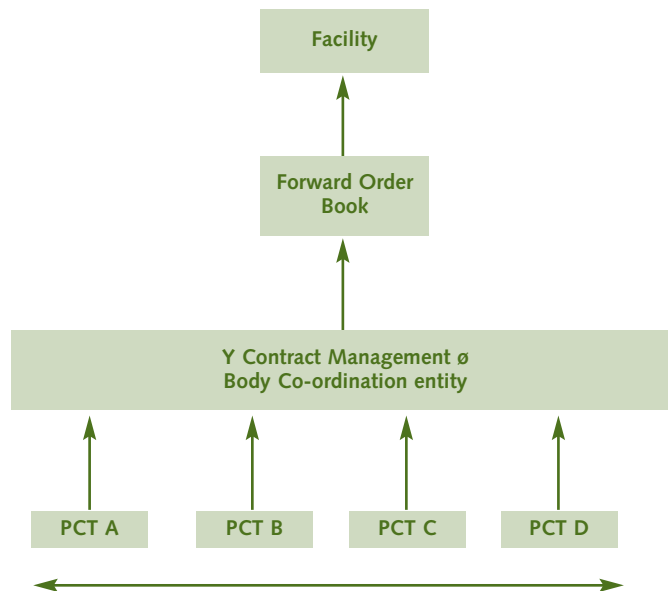 Facility
Forward Order
Book
Y Contract Management ø
Body Co-ordination entity
PCT A
PCT B
PCT C
PCT D